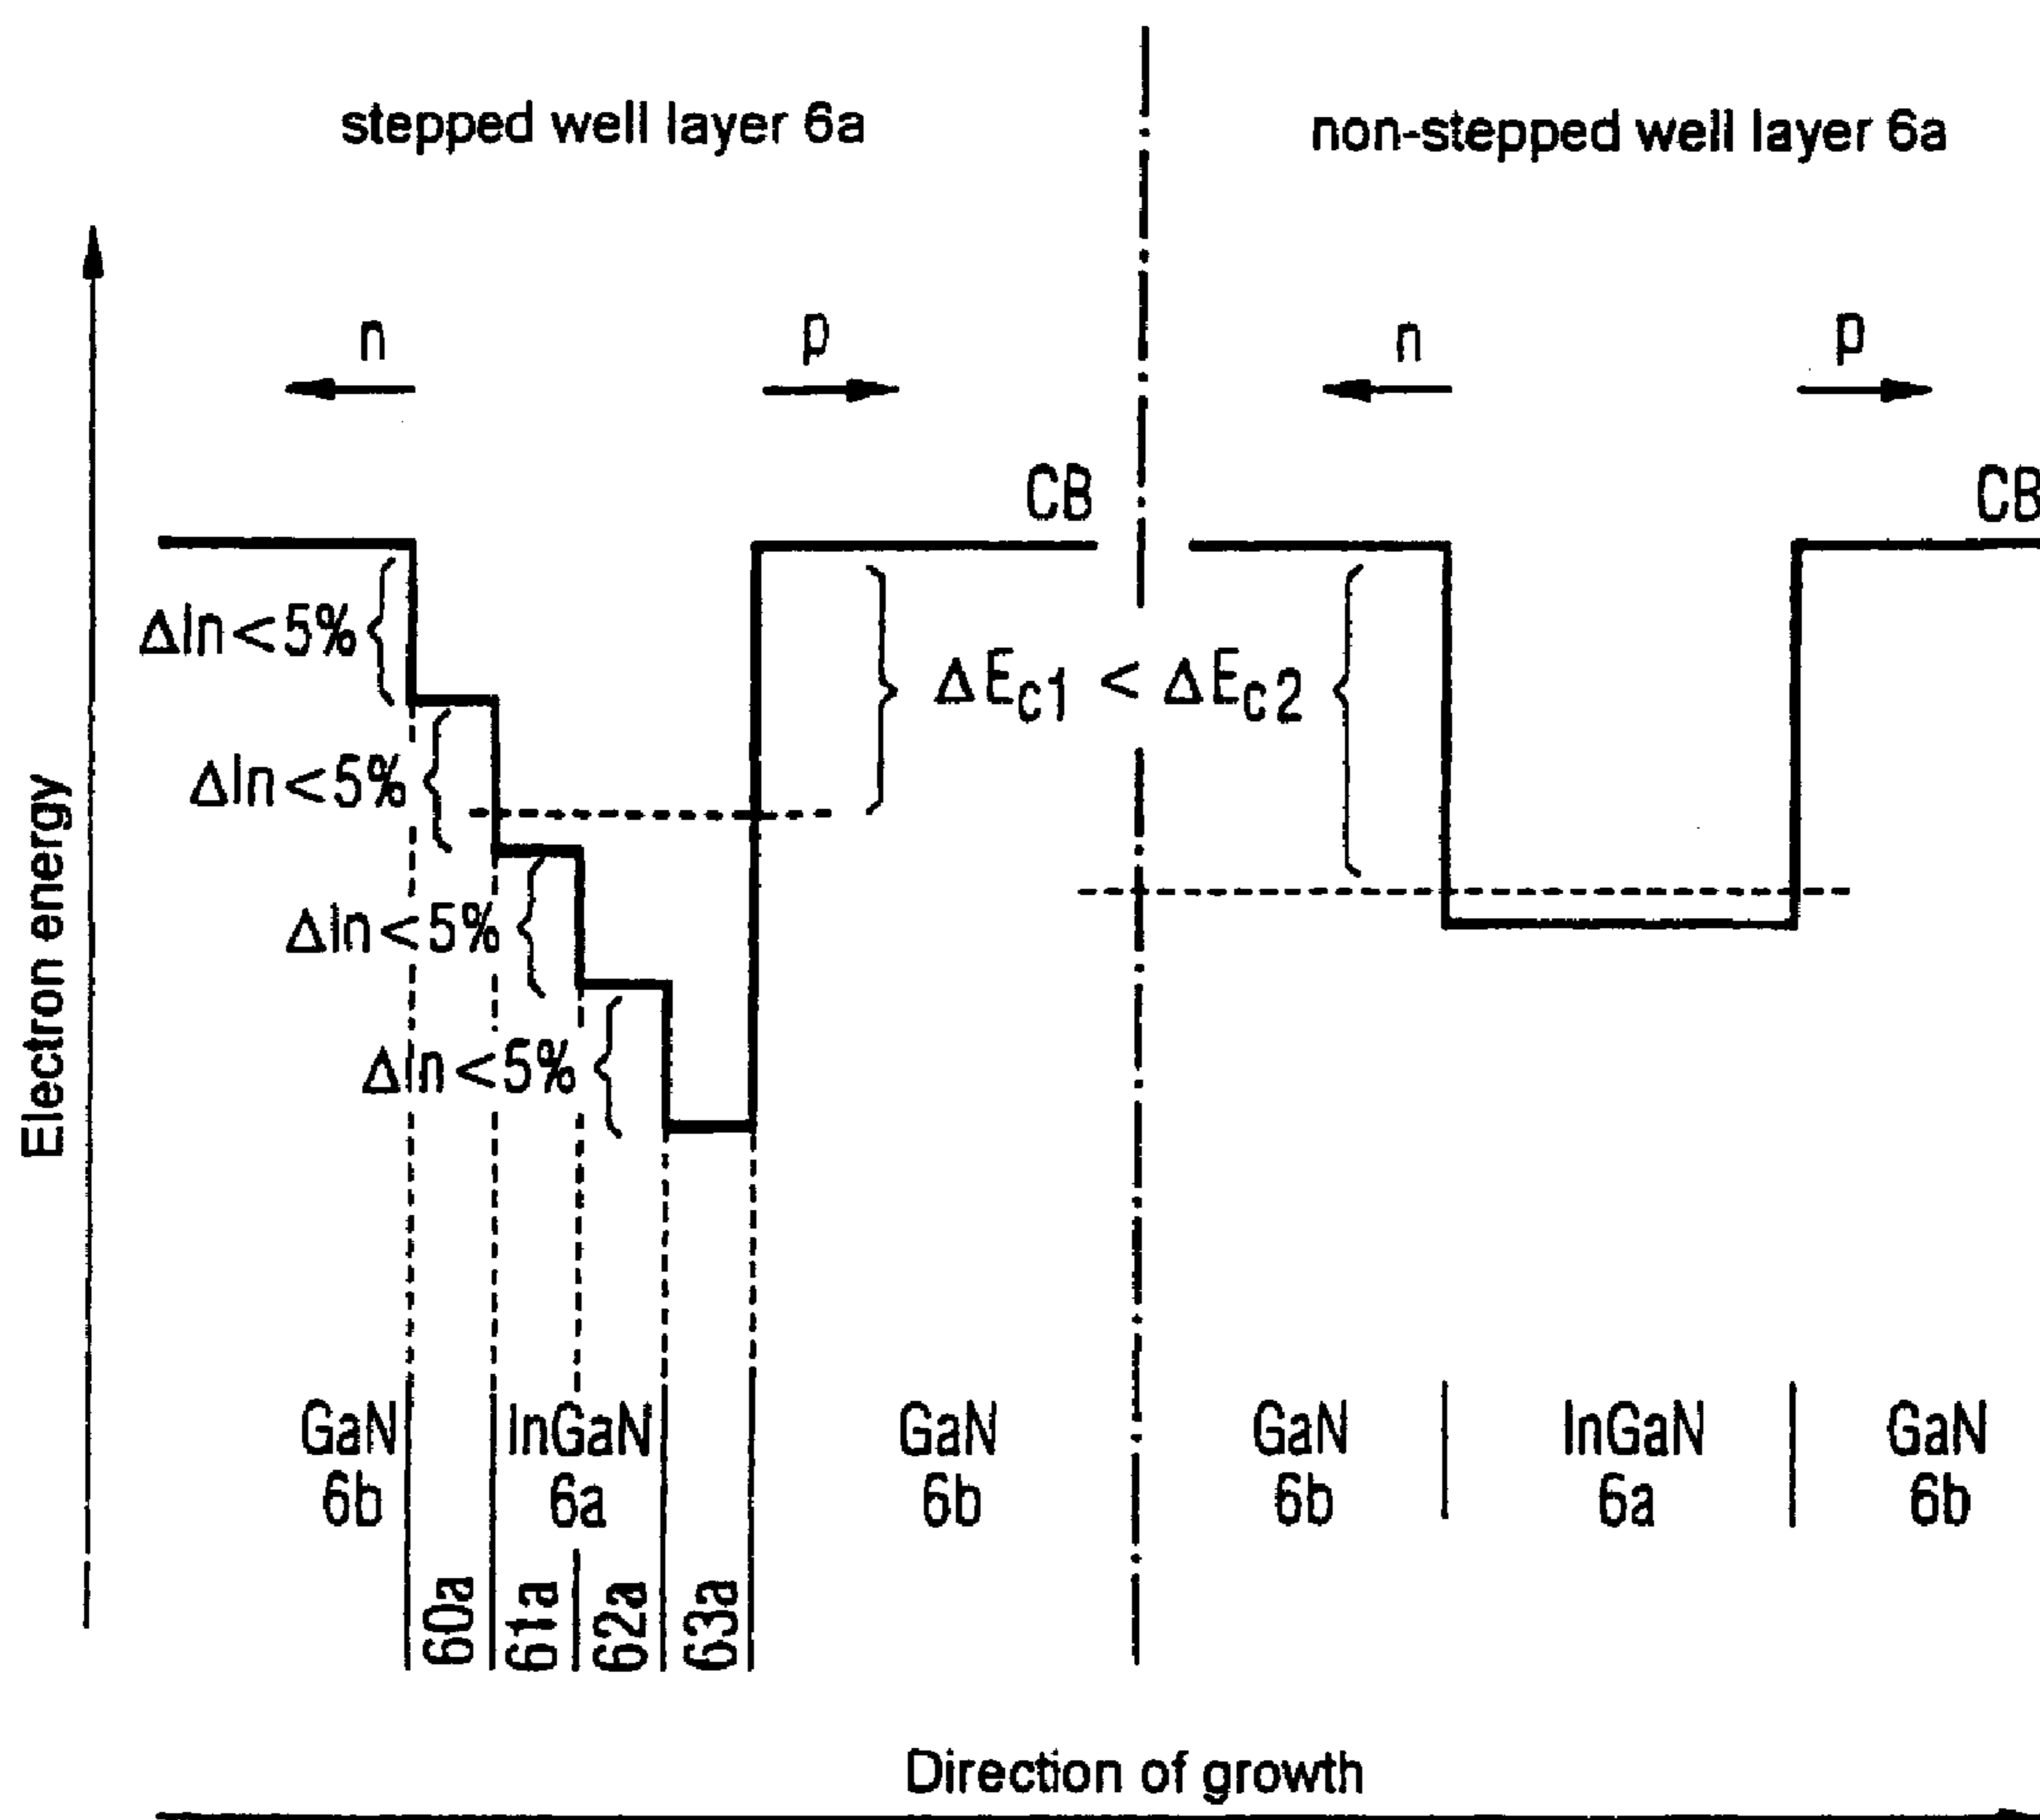 stepped well layer 6a
non-stepped well layer 6a
n
p
n
p
CB
CB
ΔIn<5%
ΔEc1 < ΔEc2
ΔIn<5%
ΔIn<5%
ΔIn<5%
Electron energy
GaN
6b
InGaN
6a
GaN
6b
GaN
6b
InGaN
6a
GaN
6b
60a
61a
62a
63a
Direction of growth